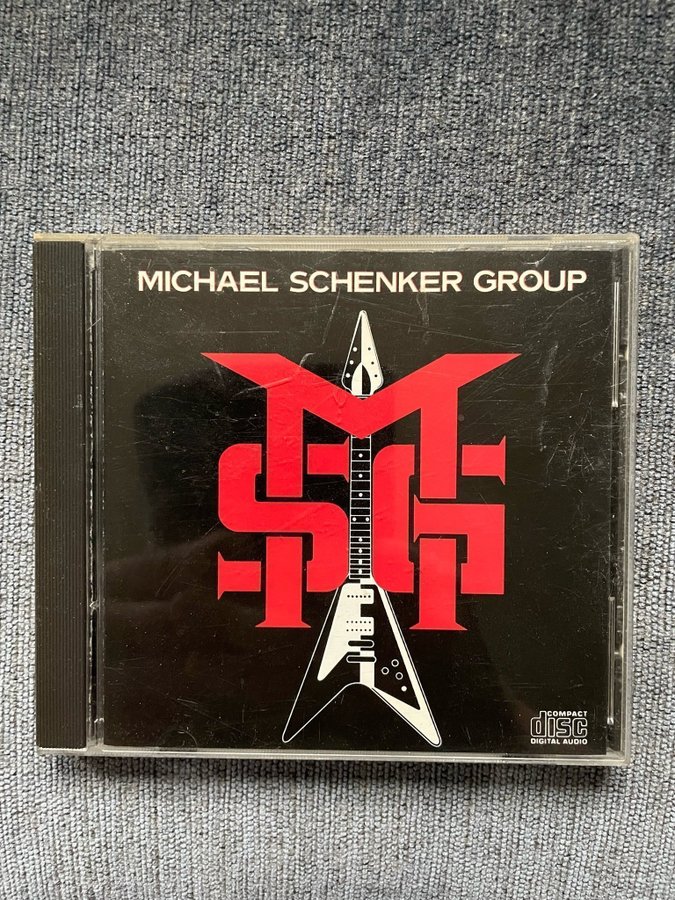 MICHAEL SCHENKER GROUP
MSG
COMPACT
disc
DIGITAL AUDIO